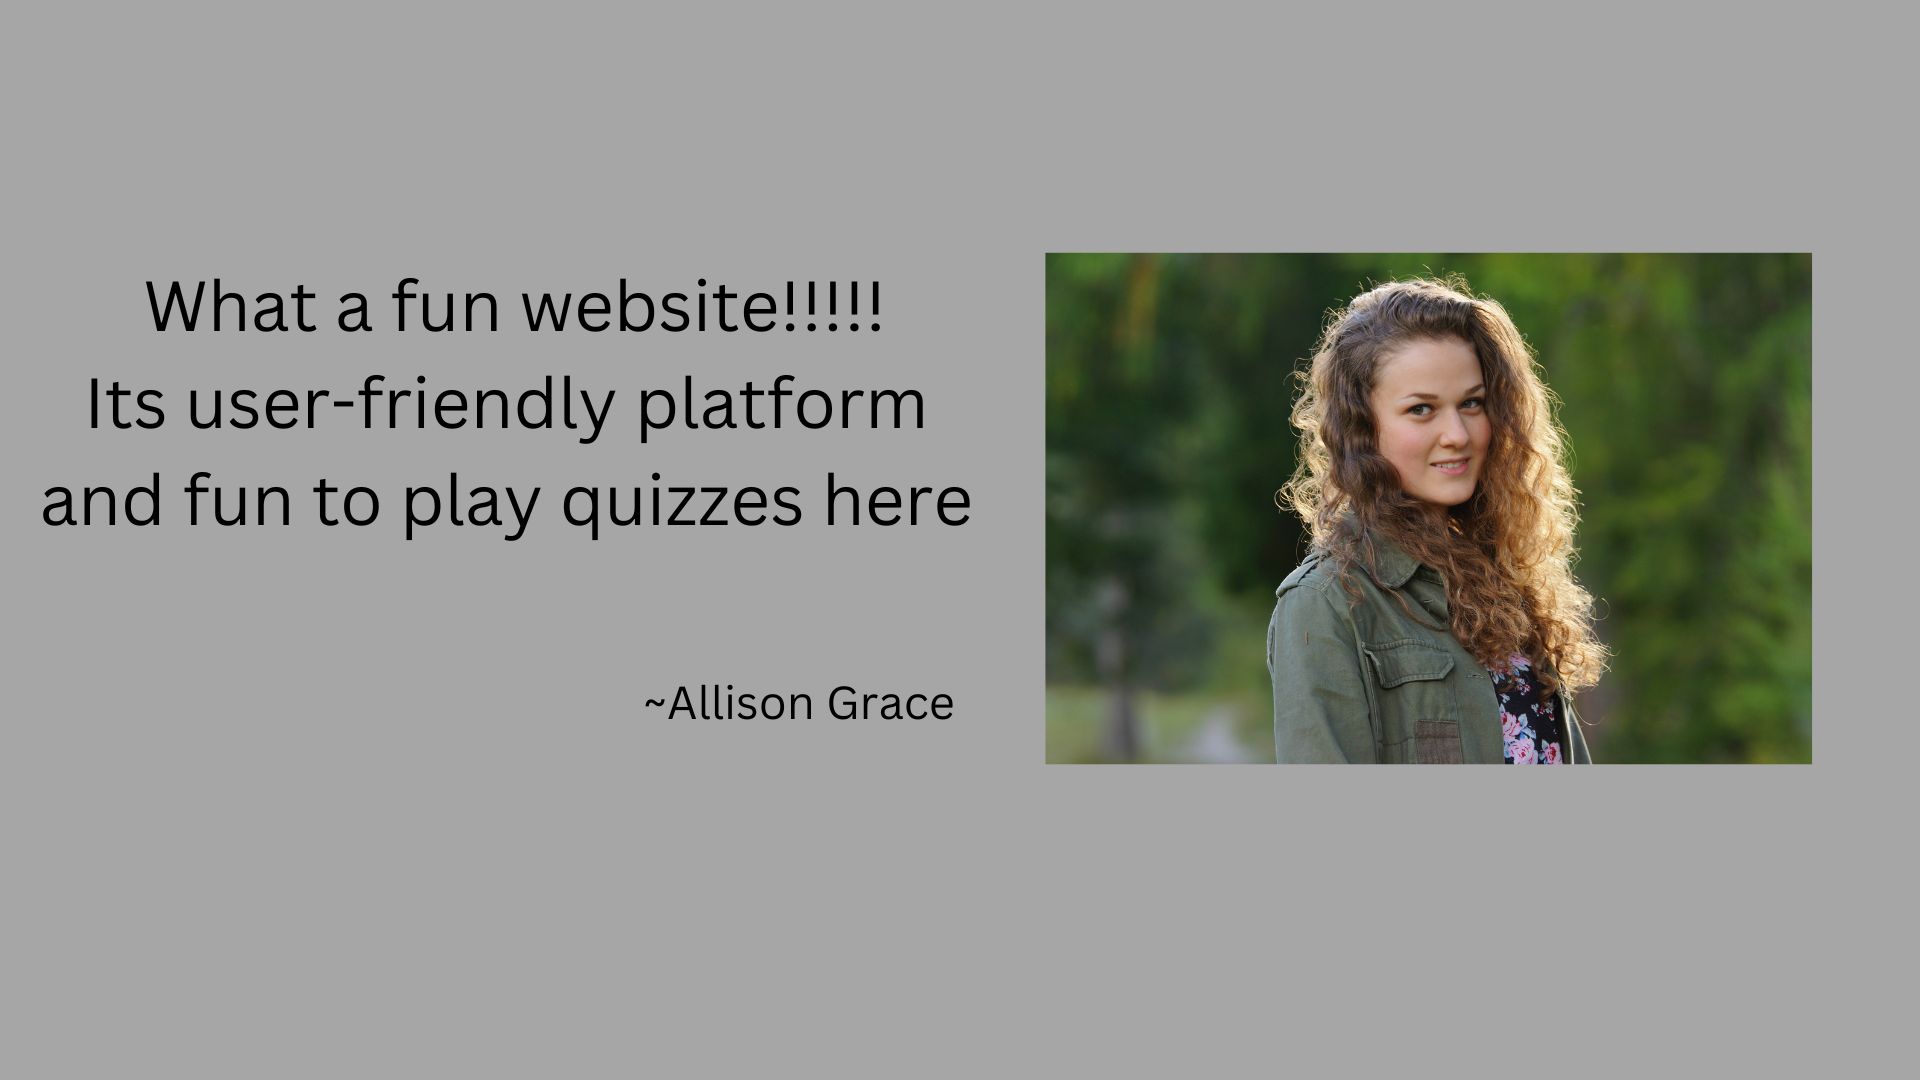 What a fun website!!!!!
Its user-friendly platform
and fun to play quizzes here
~Allison Grace